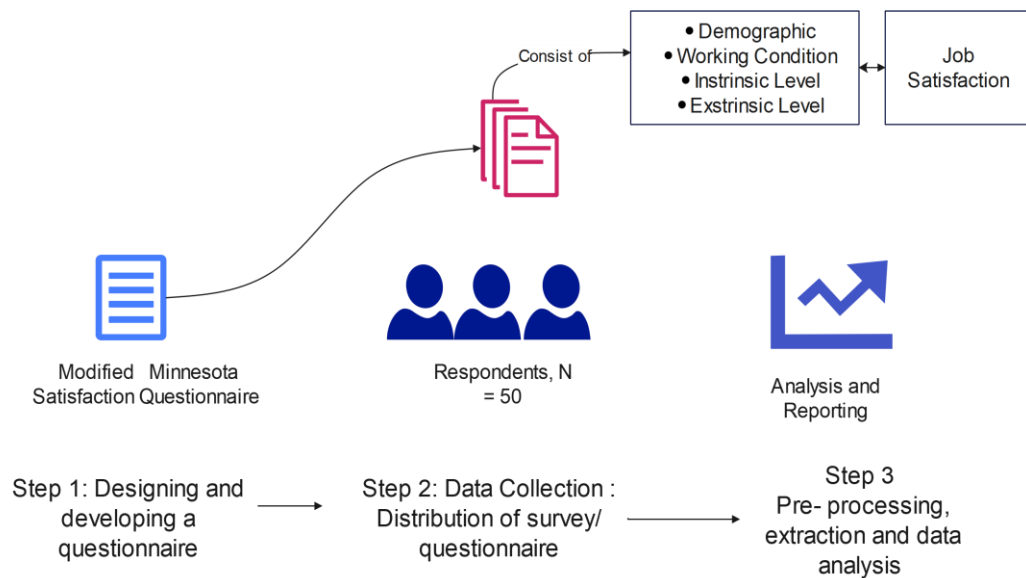 Consist of
• Demographic
• Working Condition
• Instrinsic Level
• Exstrinsic Level
Job
Satisfaction
Modified Minnesota
Satisfaction Questionnaire
Respondents, N
= 50
Analysis and
Reporting
Step 1: Designing and
developing a
questionnaire
Step 2: Data Collection :
Distribution of survey/
questionnaire
Step 3
Pre- processing,
extraction and data
analysis